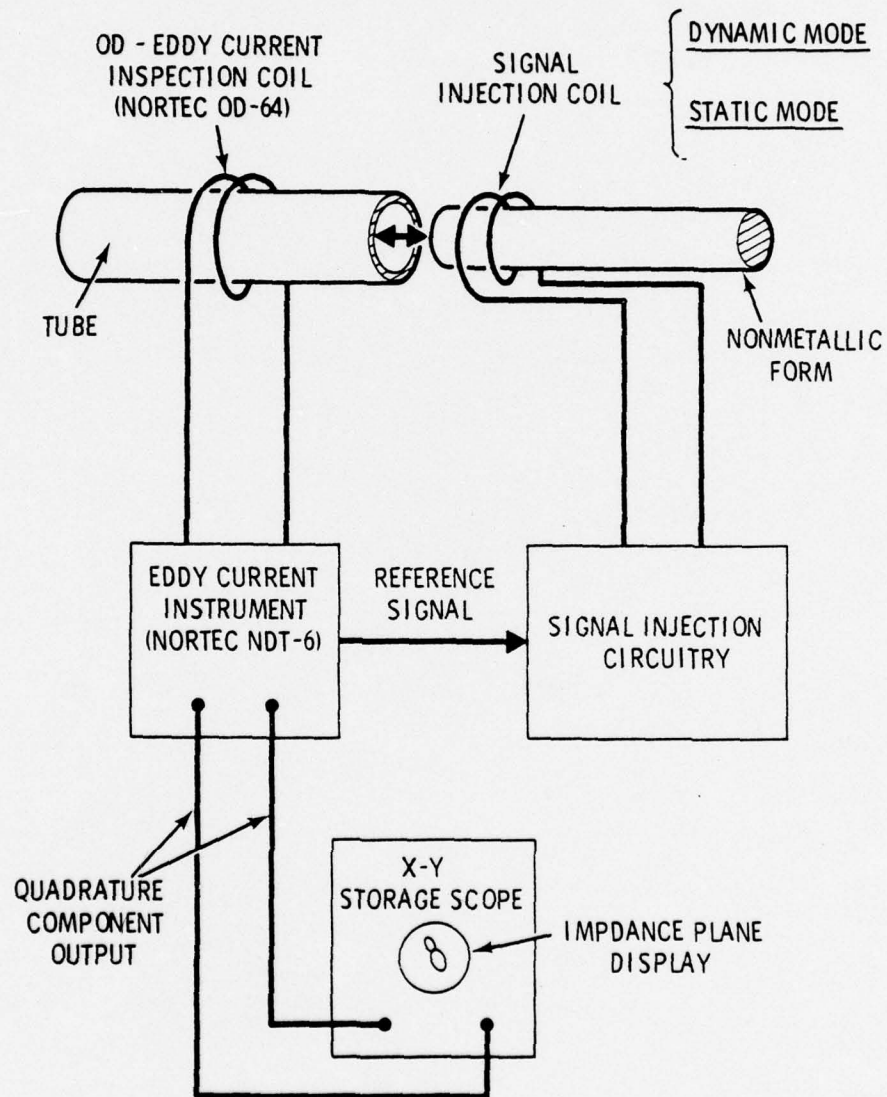 OD - EDDY CURRENT
INSPECTION COIL
(NORTEC OD-64)
SIGNAL
INJECTION COIL
DYNAMIC MODE
STATIC MODE
TUBE
NONMETALLIC
FORM
EDDY CURRENT
INSTRUMENT
(NORTEC NDT-6)
REFERENCE
SIGNAL
SIGNAL INJECTION
CIRCUITRY
QUADRATURE
COMPONENT
OUTPUT
X-Y
STORAGE SCOPE
IMPDANCE PLANE
DISPLAY